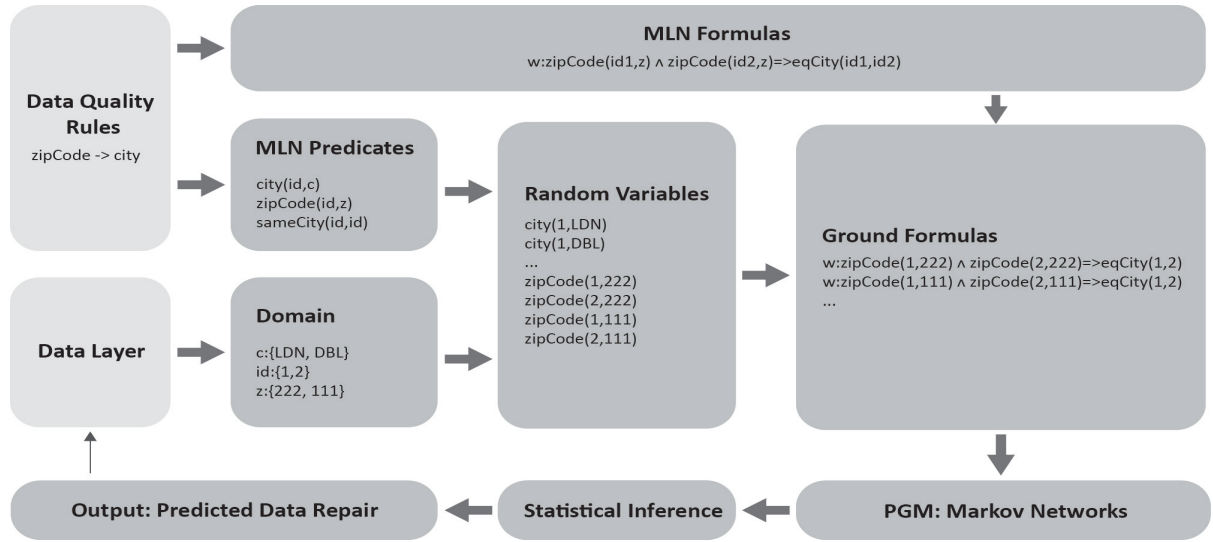 MLN Formulas
w:zipCode(id1,z) ∧ zipCode(id2,z)=>eqCity(id1,id2)
Data Quality
Rules
zipCode -> city
MLN Predicates
city(id,c)
zipCode(id,z)
sameCity(id,id)
Random Variables
city(1,LDN)
city(1,DBL)
...
zipCode(1,222)
zipCode(2,222)
zipCode(1,111)
zipCode(2,111)
Ground Formulas
w:zipCode(1,222) ∧ zipCode(2,222)=>eqCity(1,2)
w:zipCode(1,111) ∧ zipCode(2,111)=>eqCity(1,2)
...
Data Layer
Domain
c:{LDN, DBL}
id:{1,2}
z:{222, 111}
Output: Predicted Data Repair
Statistical Inference
PGM: Markov Networks